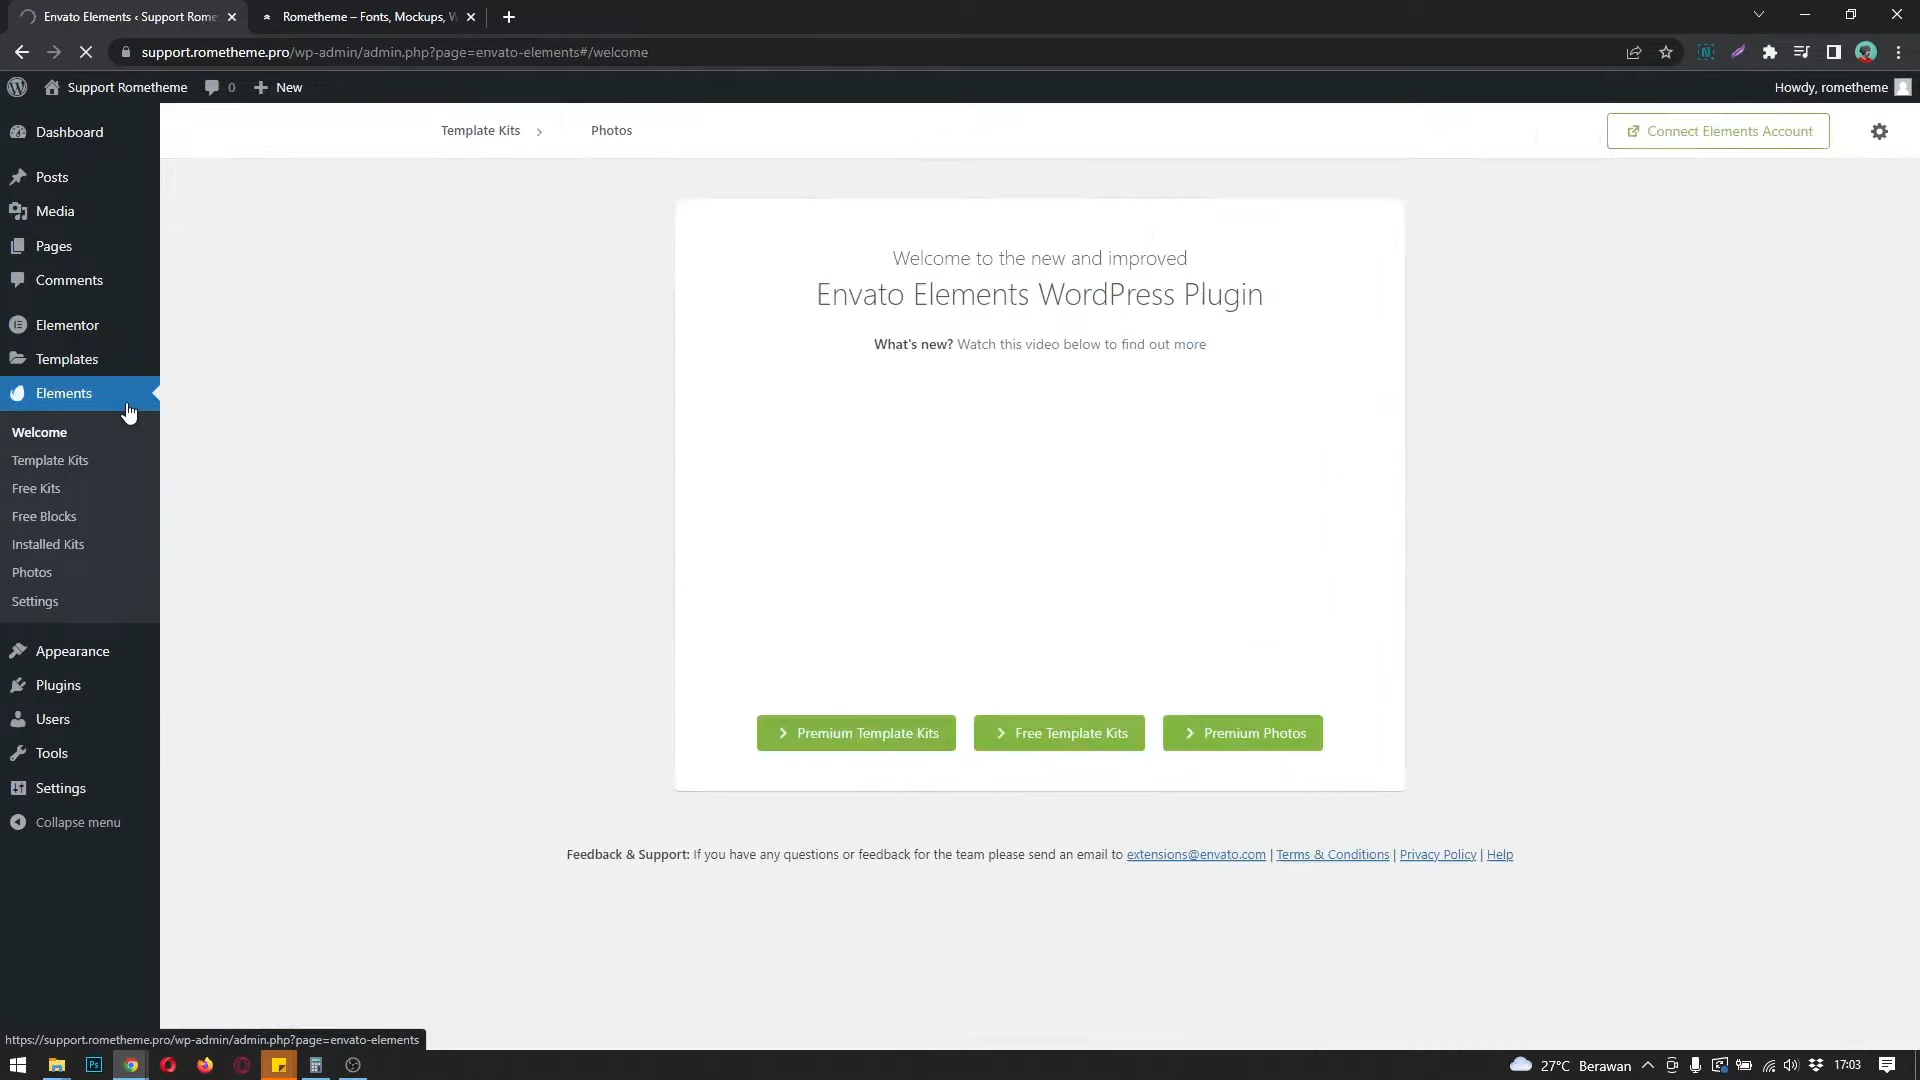 Envato Elements ‹ Support Rome
Rometheme – Fonts, Mockups, W
support.rometheme.pro/wp-admin/admin.php?page=envato-elements#/welcome
Support Rometheme
0
New
Howdy, rometheme
Dashboard
Posts
Media
Pages
Comments
Elementor
Templates
Elements
Welcome
Template Kits
Free Kits
Free Blocks
Installed Kits
Photos
Settings
Appearance
Plugins
Users
Tools
Settings
Collapse menu
Template Kits
Photos
Connect Elements Account
Welcome to the new and improved
Envato Elements WordPress Plugin
What's new? Watch this video below to find out more
Premium Template Kits
Free Template Kits
Premium Photos
Feedback & Support: If you have any questions or feedback for the team please send an email to extensions@envato.com | Terms & Conditions | Privacy Policy | Help
https://support.rometheme.pro/wp-admin/admin.php?page=envato-elements
Ps
27°C Berawan
17:03